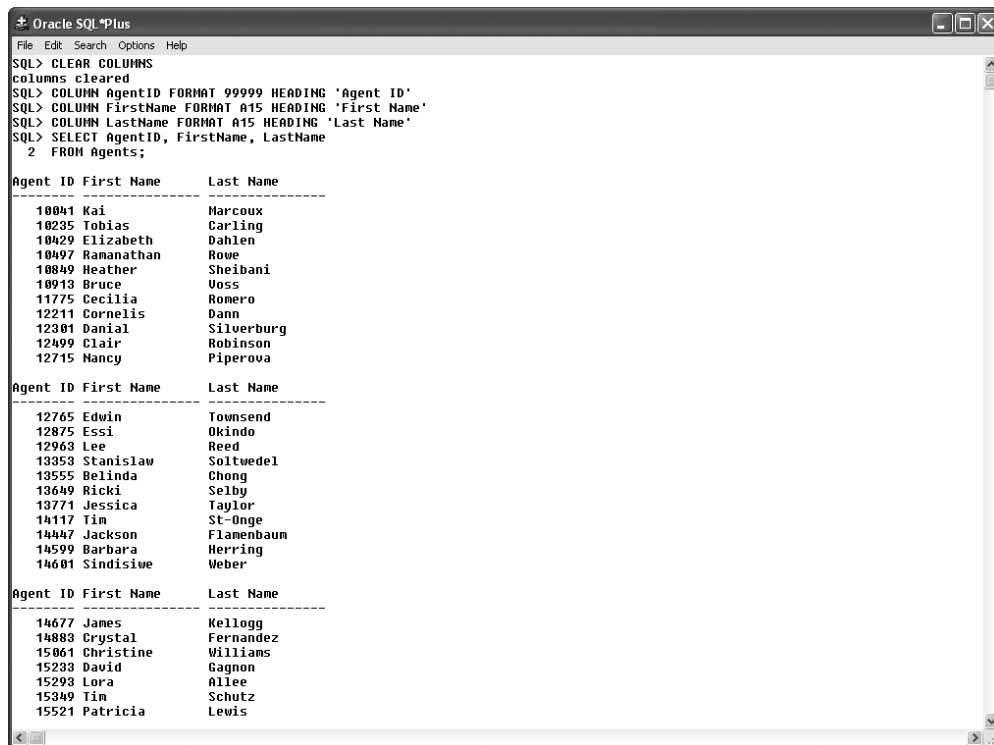 Oracle SQL*Plus
File Edit Search Options Help
SQL> CLEAR COLUMNS
columns cleared
SQL> COLUMN AgentID FORMAT 99999 HEADING 'Agent ID'
SQL> COLUMN FirstName FORMAT A15 HEADING 'First Name'
SQL> COLUMN LastName FORMAT A15 HEADING 'Last Name'
SQL> SELECT AgentID, FirstName, LastName
  2  FROM Agents;
Agent ID First Name      Last Name
-------- --------------- ---------------
   10041 Kai             Marcoux
   10235 Tobias          Carling
   10429 Elizabeth       Dahlen
   10497 Ramanathan      Rowe
   10849 Heather         Sheibani
   10913 Bruce           Voss
   11775 Cecilia         Romero
   12211 Cornelis        Dann
   12301 Danial          Silverburg
   12499 Clair           Robinson
   12715 Nancy           Piperova
Agent ID First Name      Last Name
-------- --------------- ---------------
   12765 Edwin           Townsend
   12875 Essi            Okindo
   12963 Lee             Reed
   13353 Stanislaw       Soltwedel
   13555 Belinda         Chong
   13649 Ricki           Selby
   13771 Jessica         Taylor
   14117 Tim             St-Onge
   14447 Jackson         Flamenbaum
   14599 Barbara         Herring
   14601 Sindisiwe       Weber
Agent ID First Name      Last Name
-------- --------------- ---------------
   14677 James           Kellogg
   14883 Crystal         Fernandez
   15061 Christine       Williams
   15233 David           Gagnon
   15293 Lora            Allee
   15349 Tim             Schutz
   15521 Patricia        Lewis